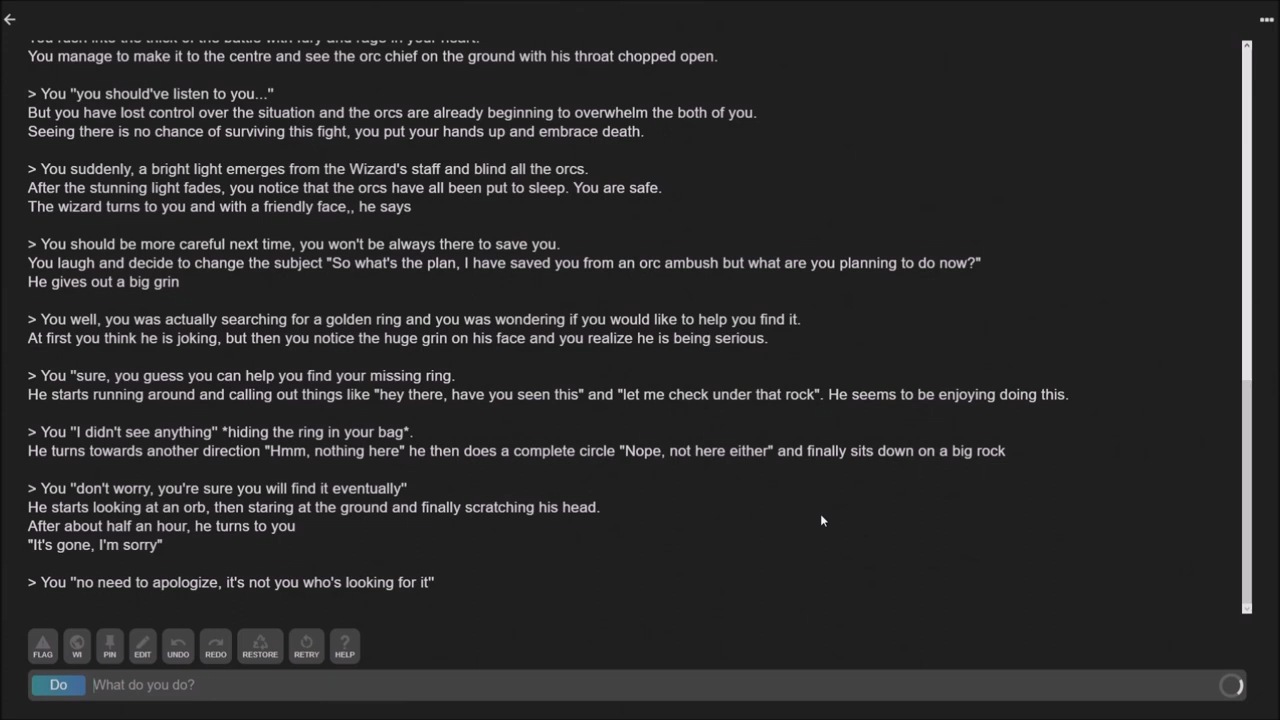 You rush into the thick of the battle with fury and rage in your heart.
You manage to make it to the centre and see the orc chief on the ground with his throat chopped open.
> You "you should've listen to you..."
But you have lost control over the situation and the orcs are already beginning to overwhelm the both of you.
Seeing there is no chance of surviving this fight, you put your hands up and embrace death.
> You suddenly, a bright light emerges from the Wizard's staff and blind all the orcs.
After the stunning light fades, you notice that the orcs have all been put to sleep. You are safe.
The wizard turns to you and with a friendly face,, he says
> You should be more careful next time, you won't be always there to save you.
You laugh and decide to change the subject "So what's the plan, I have saved you from an orc ambush but what are you planning to do now?"
He gives out a big grin
> You well, you was actually searching for a golden ring and you was wondering if you would like to help you find it.
At first you think he is joking, but then you notice the huge grin on his face and you realize he is being serious.
> You "sure, you guess you can help you find your missing ring.
He starts running around and calling out things like "hey there, have you seen this" and "let me check under that rock". He seems to be enjoying doing this.
> You "I didn't see anything" *hiding the ring in your bag*.
He turns towards another direction "Hmm, nothing here" he then does a complete circle "Nope, not here either" and finally sits down on a big rock
> You "don't worry, you're sure you will find it eventually"
He starts looking at an orb, then staring at the ground and finally scratching his head.
After about half an hour, he turns to you
"It's gone, I'm sorry"
> You "no need to apologize, it's not you who's looking for it"
FLAG WI PIN EDIT UNDO REDO RESTORE RETRY HELP
Do What do you do?